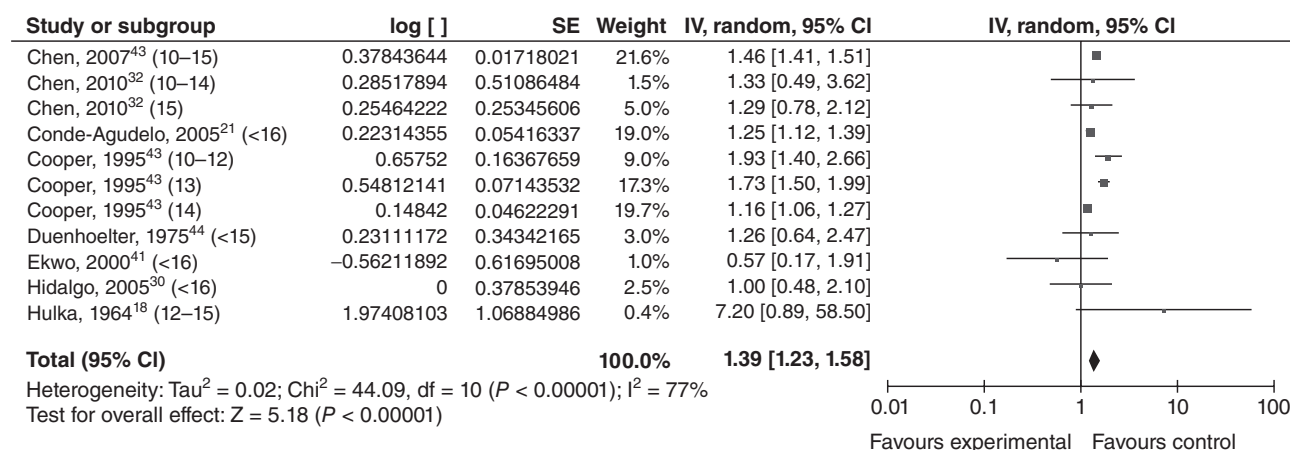 Study or subgroup log [ ] SE Weight IV, random, 95% CI IV, random, 95% CI
Chen, 2007⁴³ (10–15) 0.37843644 0.01718021 21.6% 1.46 [1.41, 1.51]
Chen, 2010³² (10–14) 0.28517894 0.51086484 1.5% 1.33 [0.49, 3.62]
Chen, 2010³² (15) 0.25464222 0.25345606 5.0% 1.29 [0.78, 2.12]
Conde-Agudelo, 2005²¹ (<16) 0.22314355 0.05416337 19.0% 1.25 [1.12, 1.39]
Cooper, 1995⁴³ (10–12) 0.65752 0.16367659 9.0% 1.93 [1.40, 2.66]
Cooper, 1995⁴³ (13) 0.54812141 0.07143532 17.3% 1.73 [1.50, 1.99]
Cooper, 1995⁴³ (14) 0.14842 0.04622291 19.7% 1.16 [1.06, 1.27]
Duenhoelter, 1975⁴⁴ (<15) 0.23111172 0.34342165 3.0% 1.26 [0.64, 2.47]
Ekwo, 2000⁴¹ (<16) −0.56211892 0.61695008 1.0% 0.57 [0.17, 1.91]
Hidalgo, 2005³⁰ (<16) 0 0.37853946 2.5% 1.00 [0.48, 2.10]
Hulka, 1964¹⁸ (12–15) 1.97408103 1.06884986 0.4% 7.20 [0.89, 58.50]
Total (95% CI) 100.0% 1.39 [1.23, 1.58]
Heterogeneity: Tau² = 0.02; Chi² = 44.09, df = 10 (P < 0.00001); I² = 77%
Test for overall effect: Z = 5.18 (P < 0.00001)
0.01 0.1 1 10 100
Favours experimental Favours control